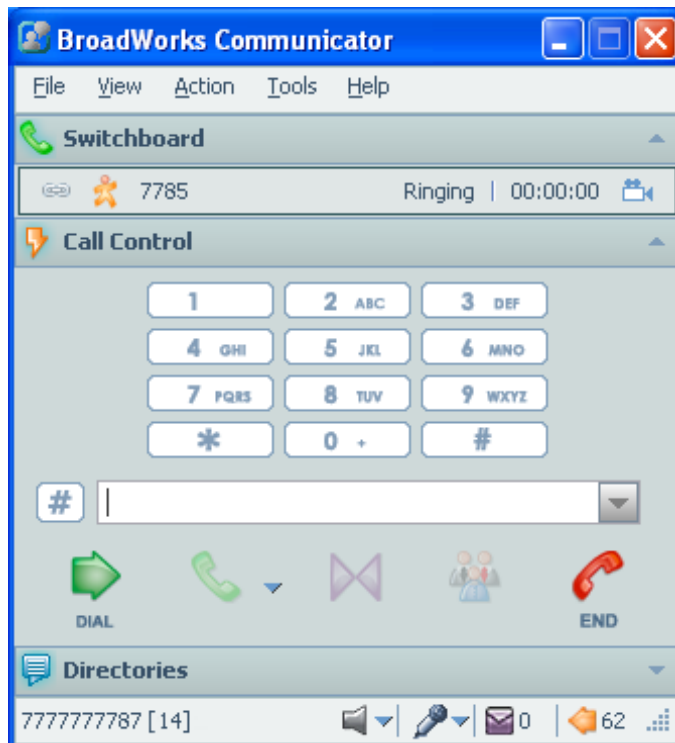 BroadWorks Communicator
File View Action Tools Help
Switchboard
7785 Ringing | 00:00:00
Call Control
1 2 ABC 3 DEF
4 GHI 5 JKL 6 MNO
7 PQRS 8 TUV 9 WXYZ
* 0 + #
#
DIAL END
Directories
7777777787 [14] 0 62